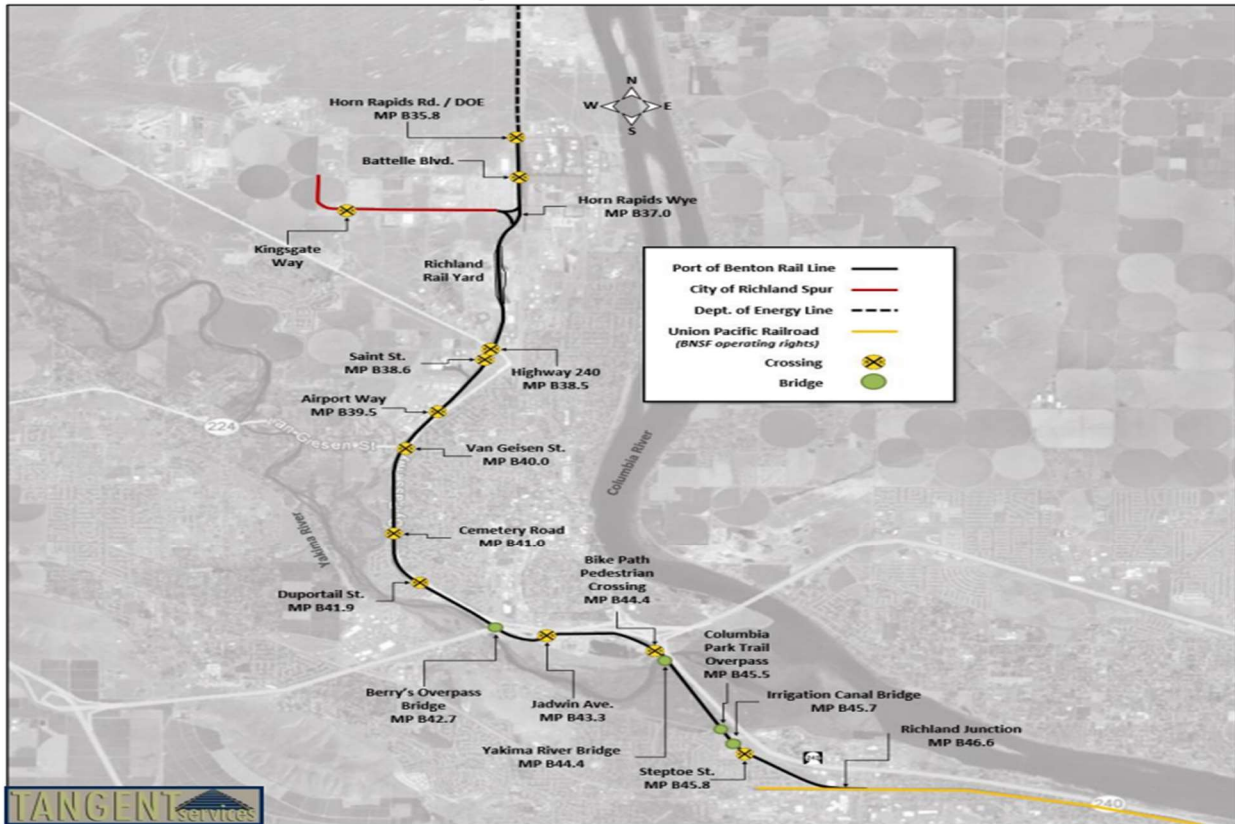 N
W
E
S
Horn Rapids Rd. / DOE
MP B35.8
Battelle Blvd.
Horn Rapids Wye
MP B37.0
Kingsgate
Way
Richland
Rail Yard
Port of Benton Rail Line
City of Richland Spur
Dept. of Energy Line
Union Pacific Railroad
(BNSF operating rights)
Crossing
Bridge
Saint St.
MP B38.6
Highway 240
MP B38.5
Airport Way
MP B39.5
224
Van Giesen St
Van Geisen St.
MP B40.0
Columbia River
Yakima River
Cemetery Road
MP B41.0
Duportail St.
MP B41.9
Bike Path
Pedestrian
Crossing
MP B44.4
Columbia
Park Trail
Overpass
MP B45.5
Berry's Overpass
Bridge
MP B42.7
Jadwin Ave.
MP B43.3
Irrigation Canal Bridge
MP B45.7
Richland Junction
MP B46.6
Yakima River Bridge
MP B44.4
Steptoe St.
MP B45.8
240
TANGENT
services